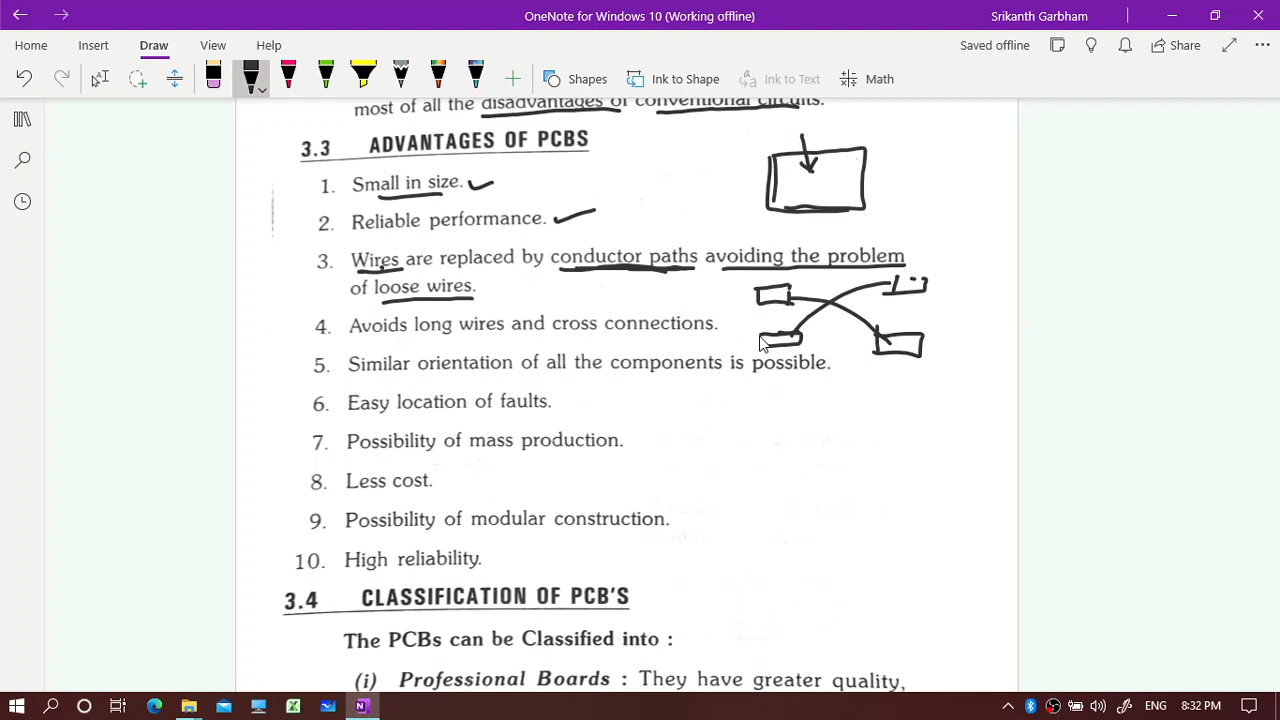 OneNote for Windows 10 (Working offline)
Srikanth Garbham
Home Insert Draw View Help
Saved offline
Share
Shapes
Ink to Shape
Ink to Text
Math
most of all the disadvantages of conventional circuits.
3.3 ADVANTAGES OF PCBS
1. Small in size.
2. Reliable performance.
3. Wires are replaced by conductor paths avoiding the problem
of loose wires.
4. Avoids long wires and cross connections.
5. Similar orientation of all the components is possible.
6. Easy location of faults.
7. Possibility of mass production.
8. Less cost.
9. Possibility of modular construction.
10. High reliability.
3.4 CLASSIFICATION OF PCB'S
The PCBs can be Classified into :
(i) Professional Boards : They have greater quality,
ENG 8:32 PM